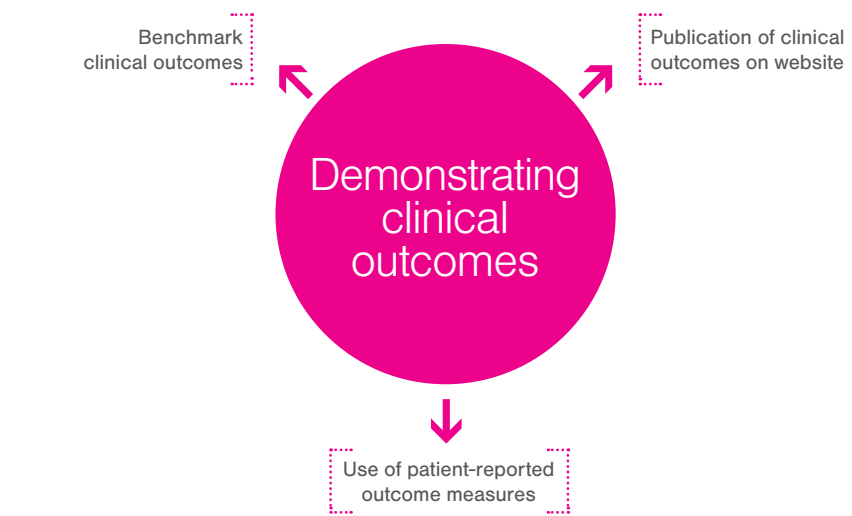 Benchmark
clinical outcomes
Publication of clinical
outcomes on website
Demonstrating
clinical
outcomes
Use of patient-reported
outcome measures